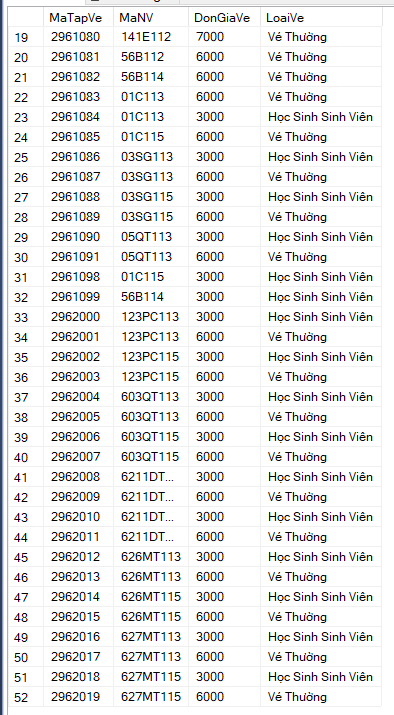 MaTapVe MaNV DonGiaVe LoaiVe
19 2961080 141E112 7000 Vé Thường
20 2961081 56B112 6000 Vé Thường
21 2961082 56B114 6000 Vé Thường
22 2961083 01C113 6000 Vé Thường
23 2961084 01C113 3000 Học Sinh Sinh Viên
24 2961085 01C115 6000 Vé Thường
25 2961086 03SG113 3000 Học Sinh Sinh Viên
26 2961087 03SG113 6000 Vé Thường
27 2961088 03SG115 3000 Học Sinh Sinh Viên
28 2961089 03SG115 6000 Vé Thường
29 2961090 05QT113 3000 Học Sinh Sinh Viên
30 2961091 05QT113 6000 Vé Thường
31 2961098 01C115 3000 Học Sinh Sinh Viên
32 2961099 56B114 3000 Học Sinh Sinh Viên
33 2962000 123PC113 3000 Học Sinh Sinh Viên
34 2962001 123PC113 6000 Vé Thường
35 2962002 123PC115 3000 Học Sinh Sinh Viên
36 2962003 123PC115 6000 Vé Thường
37 2962004 603QT113 3000 Học Sinh Sinh Viên
38 2962005 603QT113 6000 Vé Thường
39 2962006 603QT115 3000 Học Sinh Sinh Viên
40 2962007 603QT115 6000 Vé Thường
41 2962008 6211DT... 3000 Học Sinh Sinh Viên
42 2962009 6211DT... 6000 Vé Thường
43 2962010 6211DT... 3000 Học Sinh Sinh Viên
44 2962011 6211DT... 6000 Vé Thường
45 2962012 626MT113 3000 Học Sinh Sinh Viên
46 2962013 626MT113 6000 Vé Thường
47 2962014 626MT115 3000 Học Sinh Sinh Viên
48 2962015 626MT115 6000 Vé Thường
49 2962016 627MT113 3000 Học Sinh Sinh Viên
50 2962017 627MT113 6000 Vé Thường
51 2962018 627MT115 3000 Học Sinh Sinh Viên
52 2962019 627MT115 6000 Vé Thường